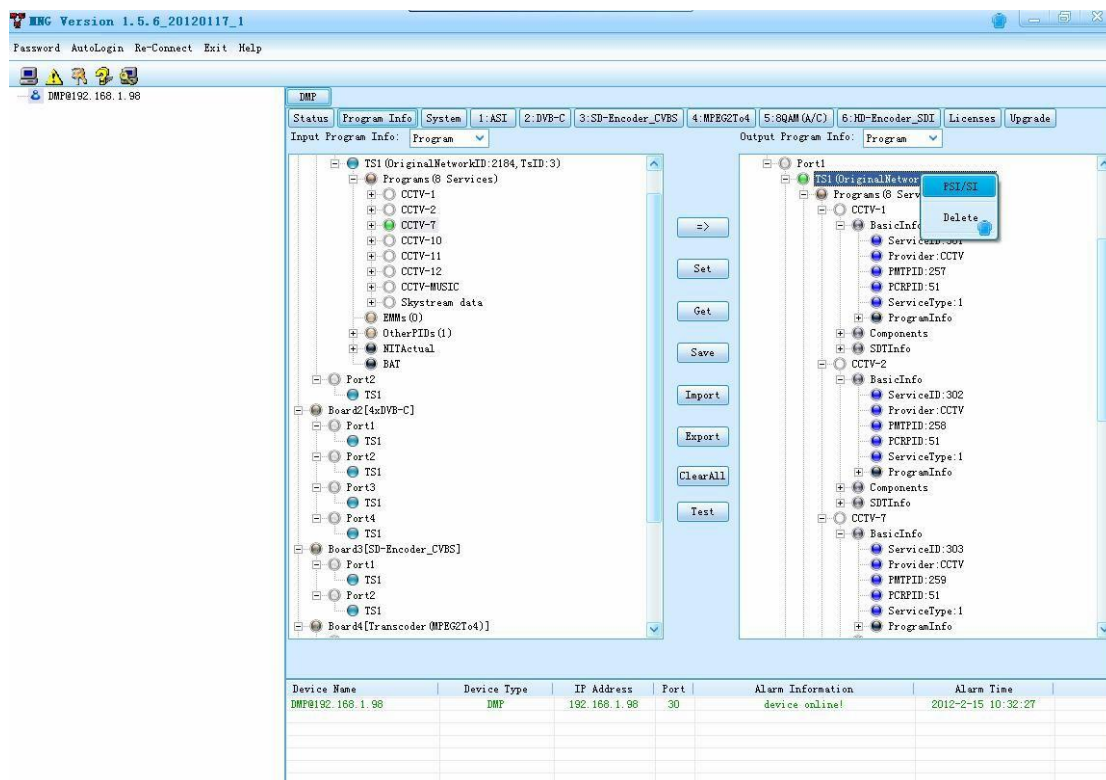 MNG Version 1.5.6_20120117_1
Password AutoLogin Re-Connect Exit Help
DMP@192.168.1.98
DMP
Status Program Info System 1:ASI 2:DVB-C 3:SD-Encoder_CVBS 4:MPEG2To4 5:8QAM(A/C) 6:HD-Encoder_SDI Licenses Upgrade
Input Program Info: Program
TS1(OriginalNetworkID:2184,TsID:3)
Programs(8 Services)
CCTV-1
CCTV-2
CCTV-7
CCTV-10
CCTV-11
CCTV-12
CCTV-MUSIC
Skystream data
EMMs(0)
OtherPIDs(1)
NITActual
BAT
Port2
TS1
Board2[4xDVB-C]
Port1
TS1
Port2
TS1
Port3
TS1
Port4
TS1
Board3[SD-Encoder_CVBS]
Port1
TS1
Port2
TS1
Board4[Transcoder(MPEG2To4)]
=>
Set
Get
Save
Import
Export
ClearAll
Test
Output Program Info: Program
Port1
TS1(OriginalNetwor
PSI/SI
Delete
Programs(8 Serv
CCTV-1
BasicInfo
ServiceID:301
Provider:CCTV
PMTPID:257
PCRPID:51
ServiceType:1
ProgramInfo
Components
SDTInfo
CCTV-2
BasicInfo
ServiceID:302
Provider:CCTV
PMTPID:258
PCRPID:51
ServiceType:1
ProgramInfo
Components
SDTInfo
CCTV-7
BasicInfo
ServiceID:303
Provider:CCTV
PMTPID:259
PCRPID:51
ServiceType:1
ProgramInfo
Device Name Device Type IP Address Port Alarm Information Alarm Time
DMP@192.168.1.98 DMP 192.168.1.98 30 device online! 2012-2-15 10:32:27